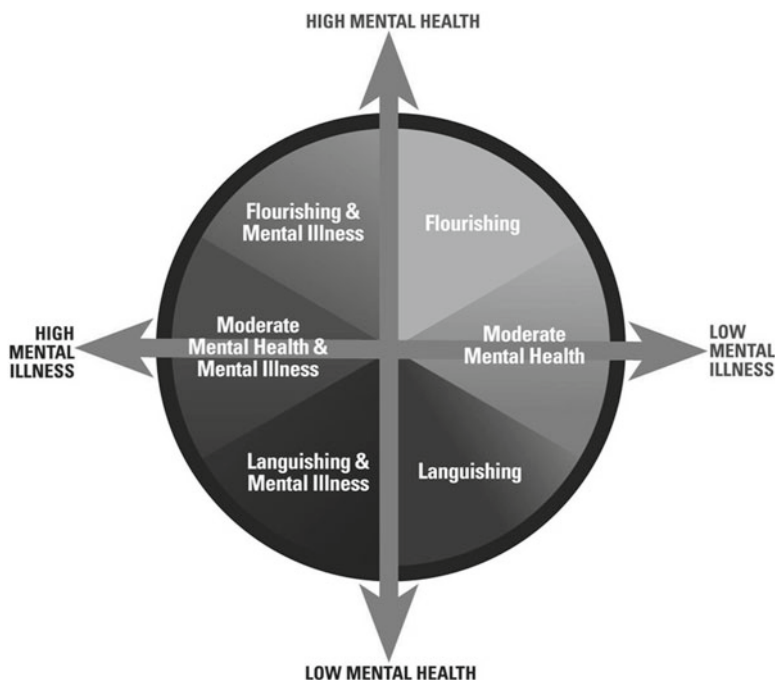 HIGH MENTAL HEALTH
Flourishing &
Mental Illness
Flourishing
HIGH
MENTAL
ILLNESS
Moderate
Mental Health &
Mental Illness
Moderate
Mental Health
LOW
MENTAL
ILLNESS
Languishing &
Mental Illness
Languishing
LOW MENTAL HEALTH